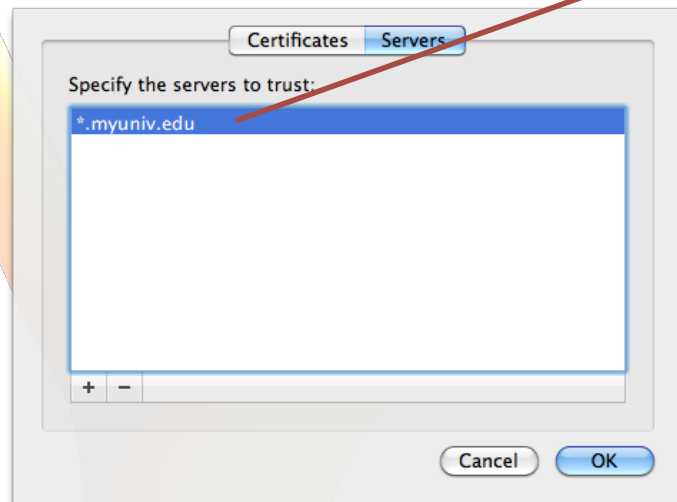 Certificates Servers
Specify the servers to trust:
*.myuniv.edu
+ −
Cancel OK